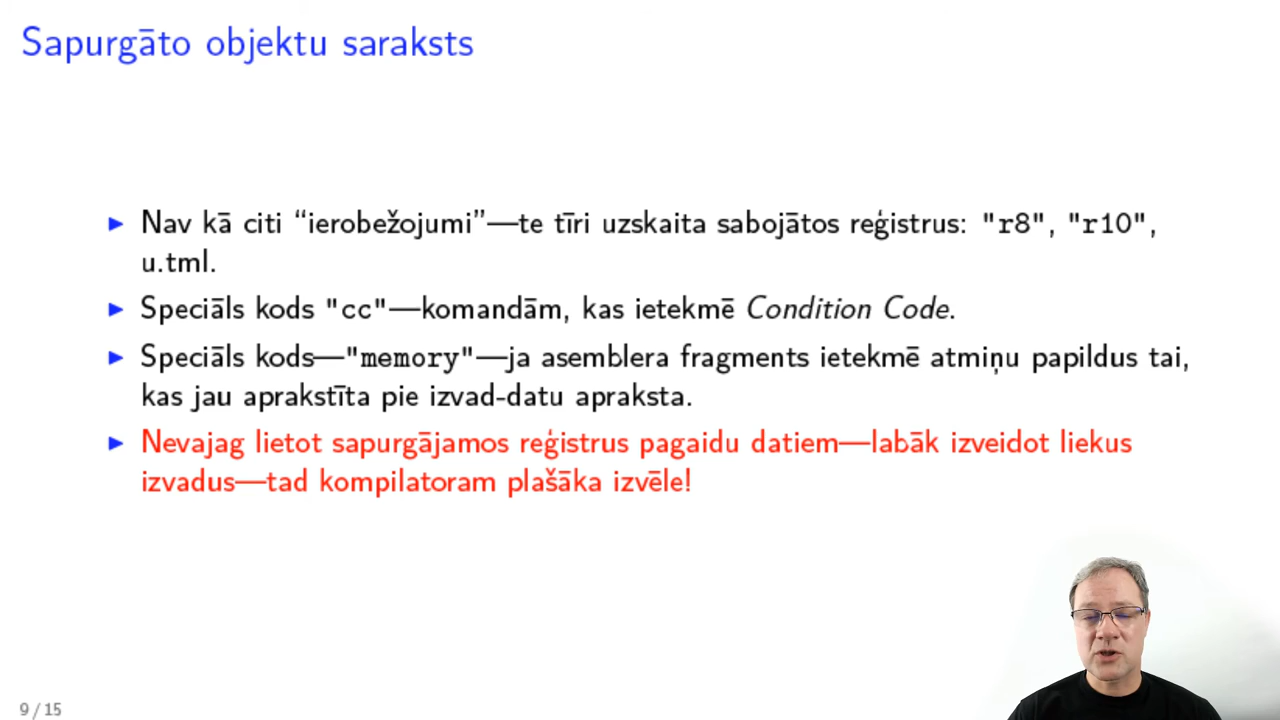 Sapurgāto objektu saraksts
▶ Nav kā citi “ierobežojumi”—te tīri uzskaita sabojātos reģistrus: "r8", "r10",
u.tml.
▶ Speciāls kods "cc"—komandām, kas ietekmē Condition Code.
▶ Speciāls kods—"memory"—ja asemblera fragments ietekmē atmiņu papildus tai,
kas jau aprakstīta pie izvad-datu apraksta.
▶ Nevajag lietot sapurgājamos reģistrus pagaidu datiem—labāk izveidot liekus
izvadus—tad kompilatoram plašāka izvēle!
9 / 15